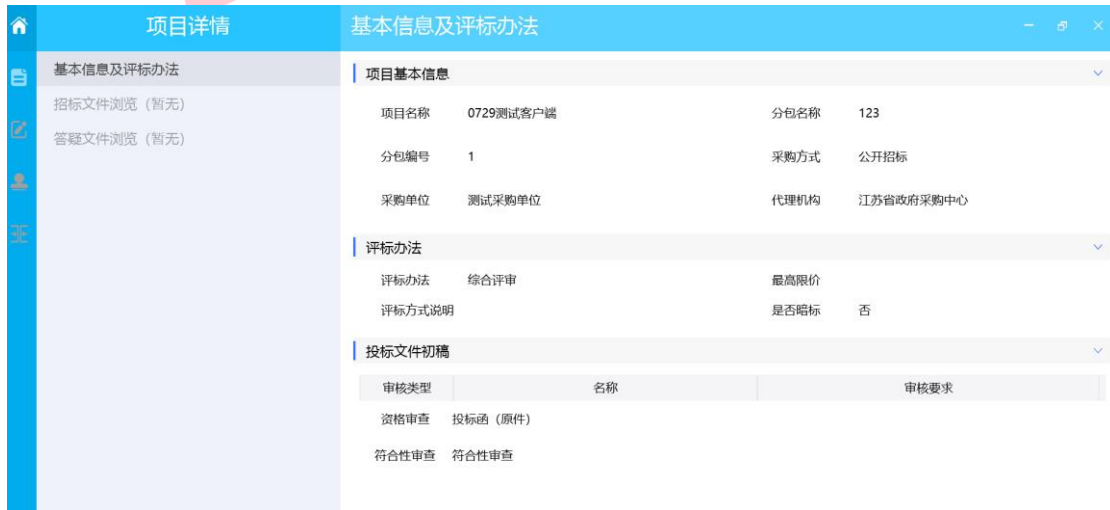 项目详情
基本信息及评标办法
基本信息及评标办法
招标文件浏览（暂无）
答疑文件浏览（暂无）
项目基本信息
项目名称 0729测试客户端 分包名称 123
分包编号 1 采购方式 公开招标
采购单位 测试采购单位 代理机构 江苏省政府采购中心
评标办法
评标办法 综合评审 最高限价
评标方式说明 是否暗标 否
投标文件初稿
审核类型 名称 审核要求
资格审查 投标函（原件）
符合性审查 符合性审查